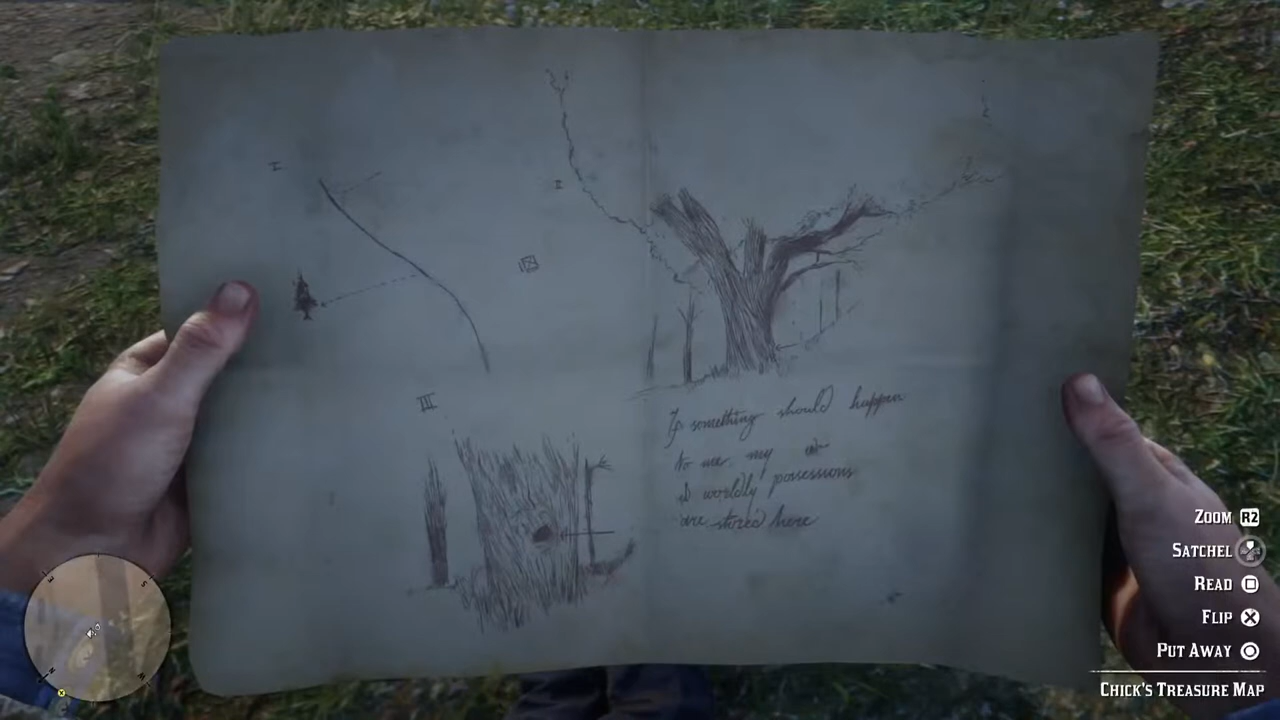 I
I
III
If something should happen
to me, my
worldly possessions
are stored here
ZOOM R2
SATCHEL
READ
FLIP
PUT AWAY
CHICK'S TREASURE MAP